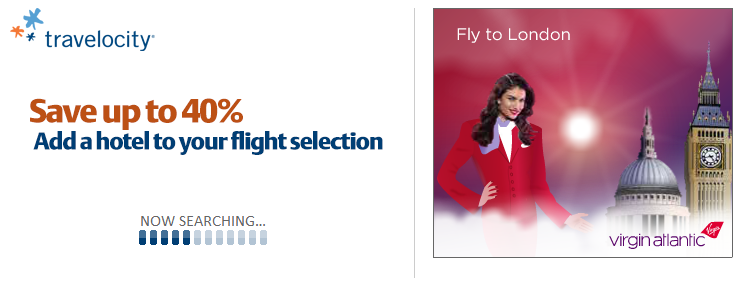 travelocity®
Save up to 40%
Add a hotel to your flight selection
NOW SEARCHING...
Fly to London
virgin atlantic
Virgin